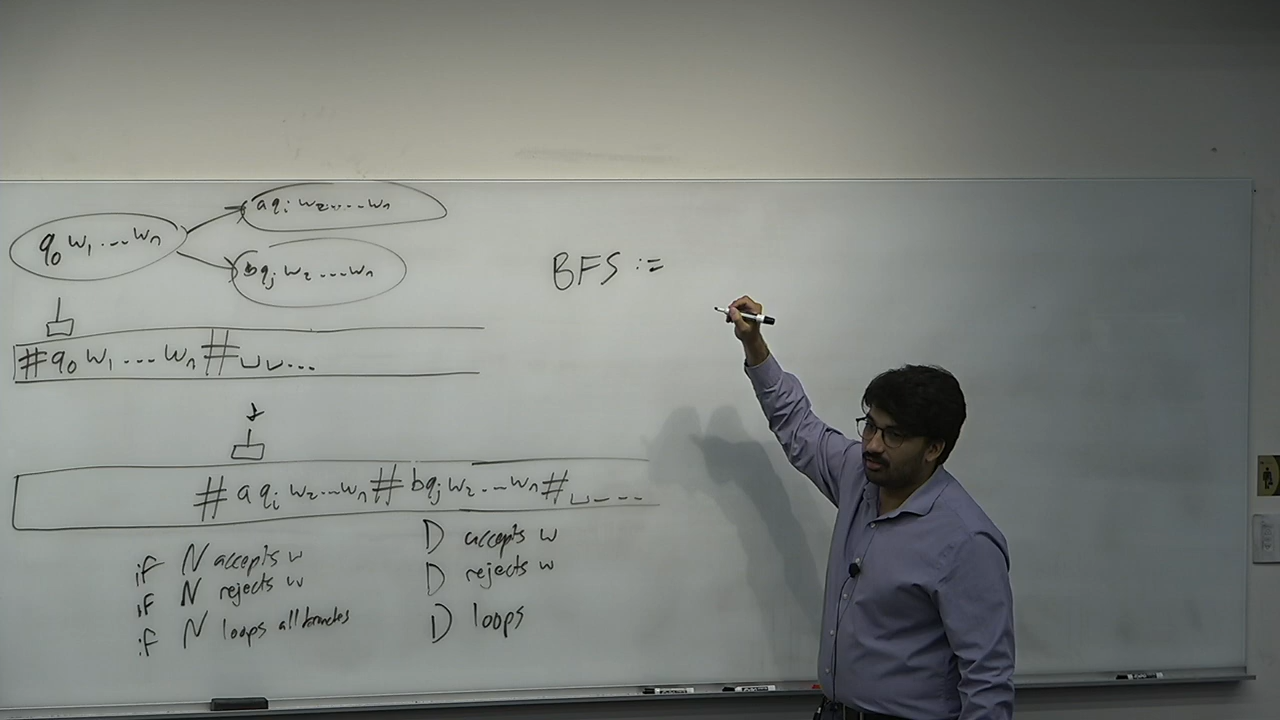 q₀ w₁ ... wₙ
a qᵢ w₂ .... wₙ
b qⱼ w₂ ... wₙ
# q₀ w₁ ... wₙ # ⊔ ⊔ ...
# a qᵢ w₂ ... wₙ # b qⱼ w₂ ... wₙ # ⊔ - - -
if N accepts w D accepts w
if N rejects w D rejects w
if N loops all branches D loops
BFS :=